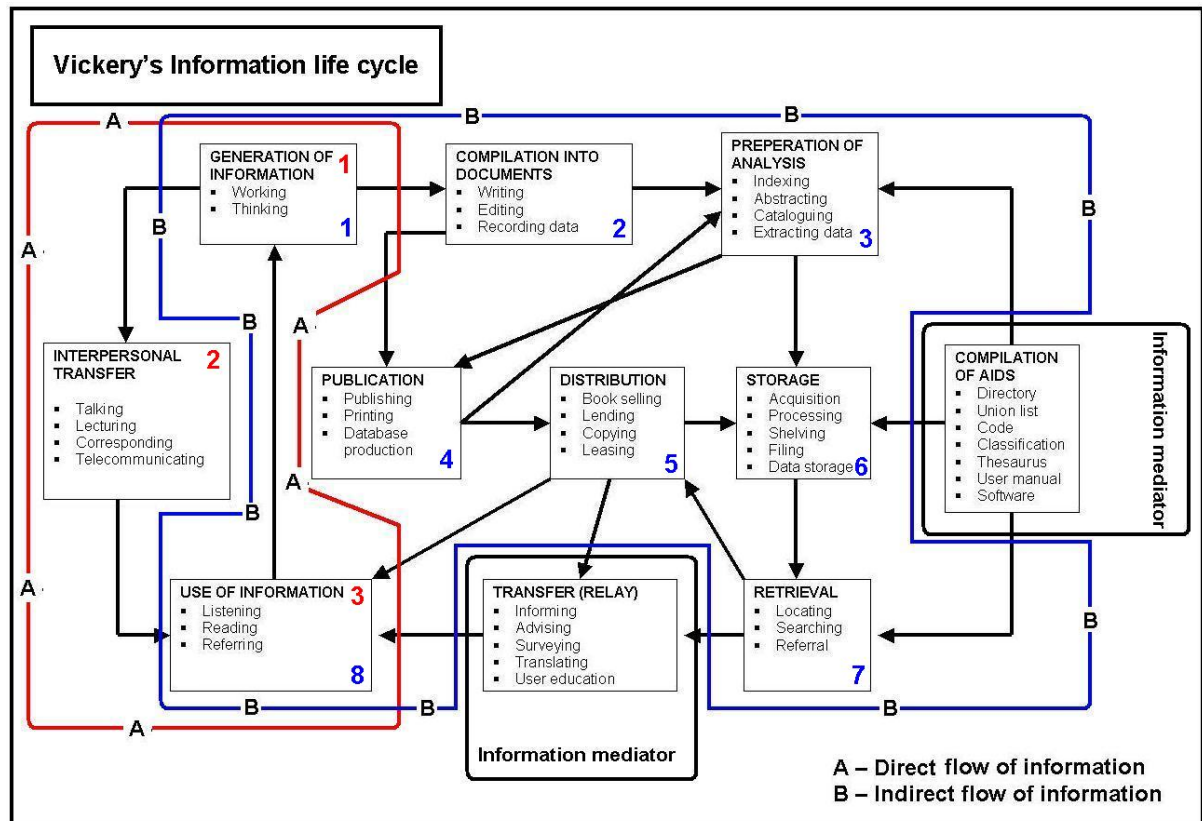 Vickery's Information life cycle
A
B
B
GENERATION OF
INFORMATION
1
▪ Working
▪ Thinking
1
COMPILATION INTO
DOCUMENTS
▪ Writing
▪ Editing
▪ Recording data
2
PREPERATION OF
ANALYSIS
▪ Indexing
▪ Abstracting
▪ Cataloguing
▪ Extracting data
3
B
A
B
B
A
B
INTERPERSONAL
TRANSFER
2
▪ Talking
▪ Lecturing
▪ Corresponding
▪ Telecommunicating
PUBLICATION
▪ Publishing
▪ Printing
▪ Database
production
4
DISTRIBUTION
▪ Book selling
▪ Lending
▪ Copying
▪ Leasing
5
STORAGE
▪ Acquisition
▪ Processing
▪ Shelving
▪ Filing
▪ Data storage
6
COMPILATION
OF AIDS
▪ Directory
▪ Union list
▪ Code
▪ Classification
▪ Thesaurus
▪ User manual
▪ Software
Information mediator
A
B
A
B
USE OF INFORMATION
3
▪ Listening
▪ Reading
▪ Referring
8
TRANSFER (RELAY)
▪ Informing
▪ Advising
▪ Surveying
▪ Translating
▪ User education
RETRIEVAL
▪ Locating
▪ Searching
▪ Referral
7
B
B
B
A
Information mediator
A – Direct flow of information
B – Indirect flow of information